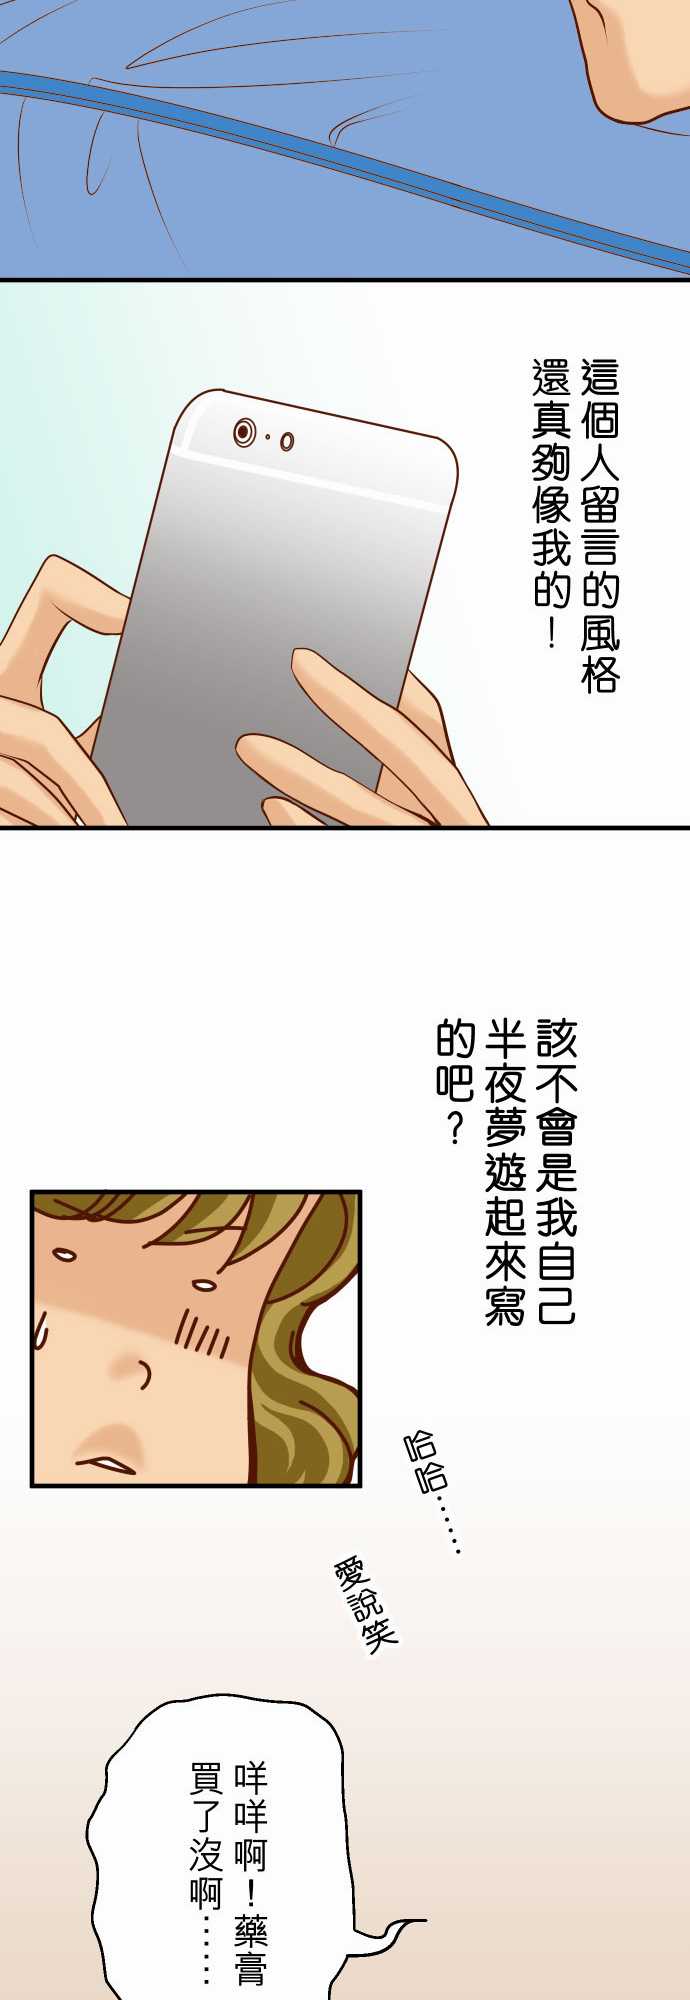 這個人留言的風格
還真夠像我的！
該不會是我自己
半夜夢遊起來寫
的吧？
哈哈……
愛說笑
咩咩啊！藥膏
買了沒啊……